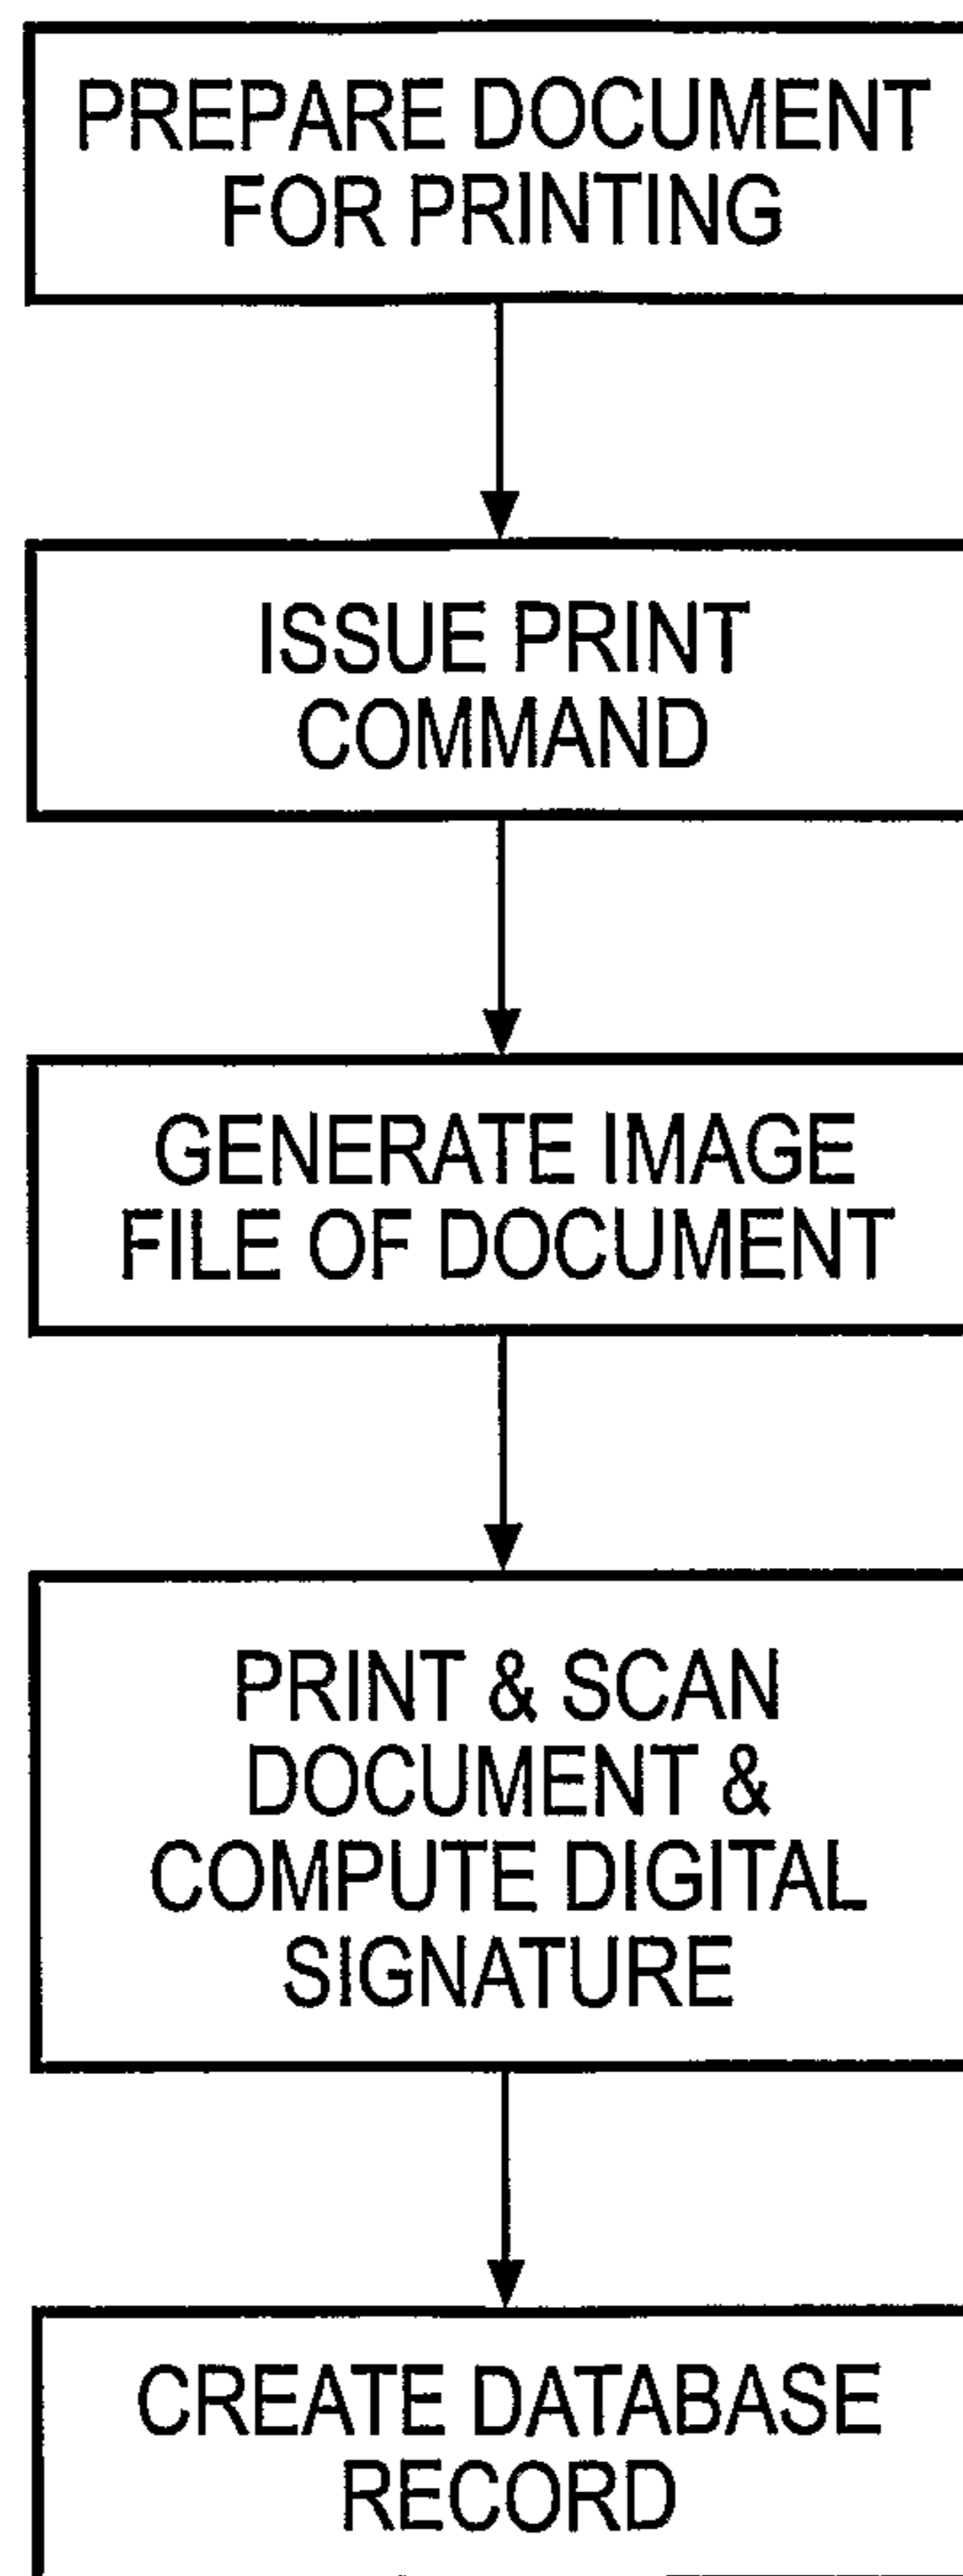 PREPARE DOCUMENT
FOR PRINTING
ISSUE PRINT
COMMAND
GENERATE IMAGE
FILE OF DOCUMENT
PRINT & SCAN
DOCUMENT &
COMPUTE DIGITAL
SIGNATURE
CREATE DATABASE
RECORD